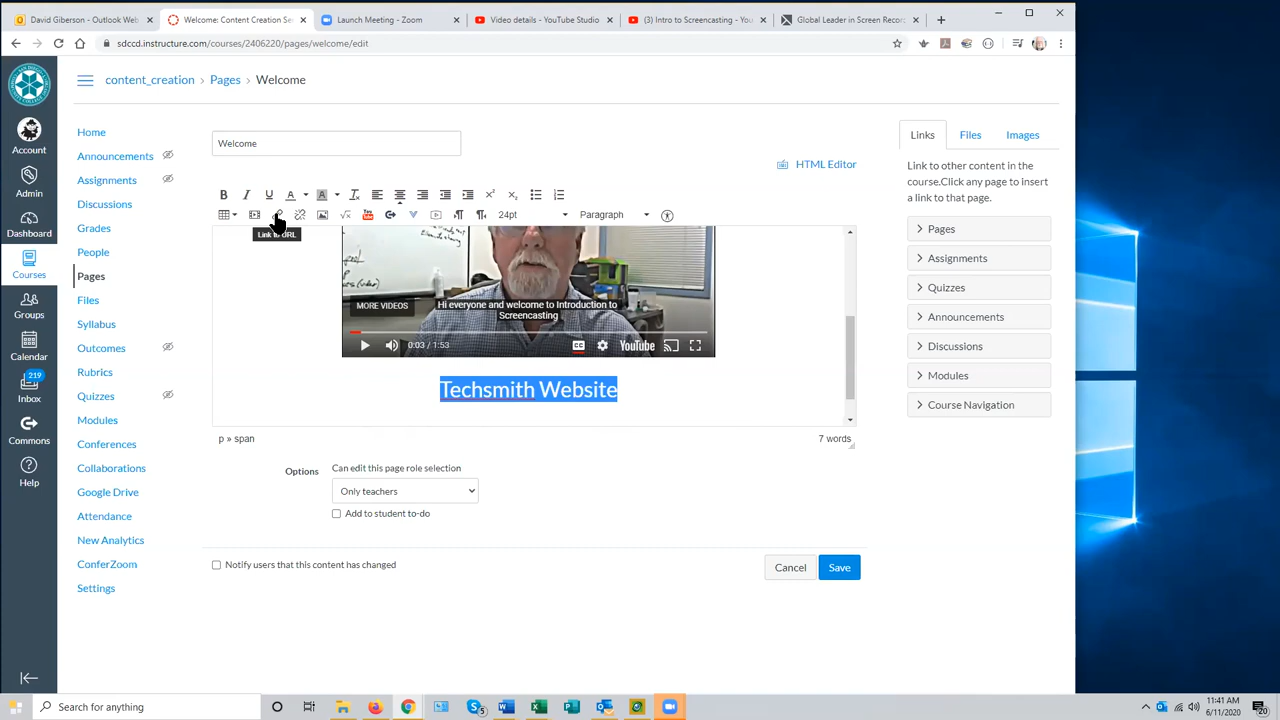 David Giberson - Outlook Web
Welcome: Content Creation Se
Launch Meeting - Zoom
Video details - YouTube Studio
(3) Intro to Screencasting - You
Global Leader in Screen Recor
sdccd.instructure.com/courses/2406220/pages/welcome/edit
content_creation > Pages > Welcome
Account
Admin
Dashboard
Courses
Groups
Calendar
219
Inbox
Commons
Help
Home
Announcements
Assignments
Discussions
Grades
People
Pages
Files
Syllabus
Outcomes
Rubrics
Quizzes
Modules
Conferences
Collaborations
Google Drive
Attendance
New Analytics
ConferZoom
Settings
Welcome
HTML Editor
24pt
Paragraph
Link to URL
MORE VIDEOS
Hi everyone and welcome to Introduction to
Screencasting
0:03 / 1:53
CC
YouTube
Techsmith Website
p » span
7 words
Options
Can edit this page role selection
Only teachers
Add to student to-do
Notify users that this content has changed
Cancel
Save
Links
Files
Images
Link to other content in the
course.Click any page to insert
a link to that page.
Pages
Assignments
Quizzes
Announcements
Discussions
Modules
Course Navigation
Search for anything
11:41 AM
6/11/2020
20